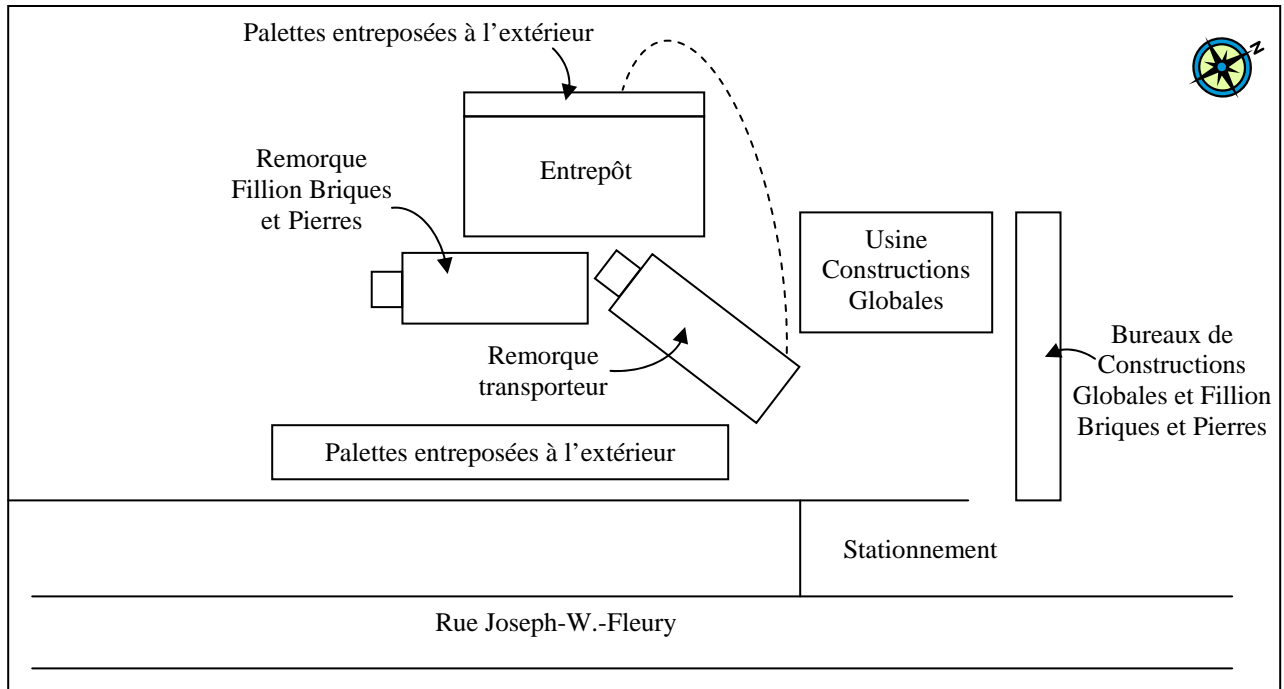 Palettes entreposées à l’extérieur
N
Remorque
Fillion Briques
et Pierres
Entrepôt
Usine
Constructions
Globales
Remorque
transporteur
Bureaux de
Constructions
Globales et Fillion
Briques et Pierres
Palettes entreposées à l’extérieur
Stationnement
Rue Joseph-W.-Fleury